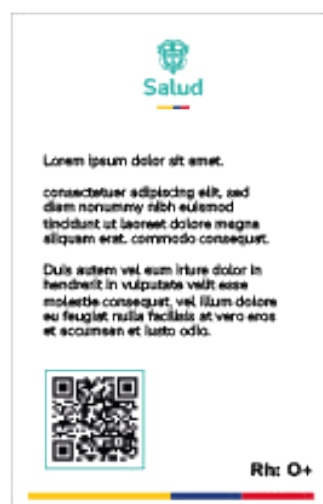 Salud
Lorem ipsum dolor sit amet,
consectetuer adipiscing elit, sed
diam nonummy nibh euismod
tincidunt ut laoreet dolore magna
aliquam erat. commodo consequat.
Duis autem vel eum iriure dolor in
hendrerit in vulputate velit esse
molestie consequat, vel illum dolore
eu feugiat nulla facilisis at vero eros
et accumsan et iusto odio.
Rh: O+